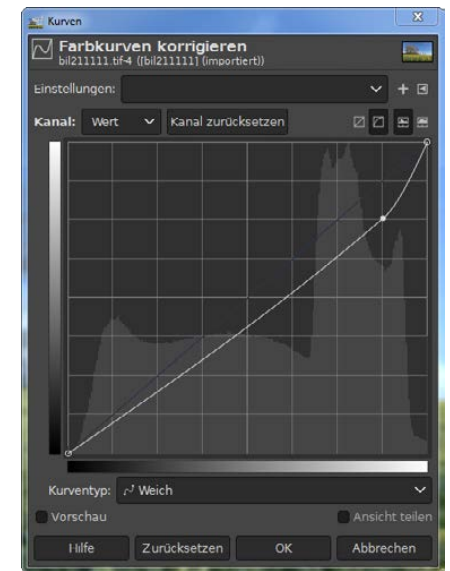 Kurven
Farbkurven korrigieren
bil211111.tif-4 ([bil211111] (importiert))
Einstellungen:
Kanal: Wert Kanal zurücksetzen
Kurventyp: Weich
Vorschau Ansicht teilen
Hilfe Zurücksetzen OK Abbrechen